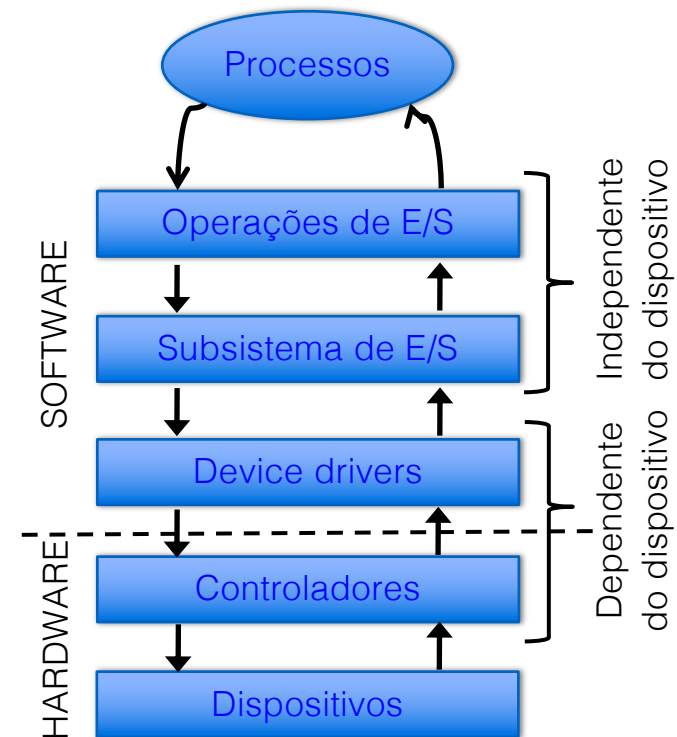 Processos
Operações de E/S
Subsistema de E/S
Device drivers
Controladores
Dispositivos
SOFTWARE
HARDWARE
Independente
do dispositivo
Dependente
do dispositivo